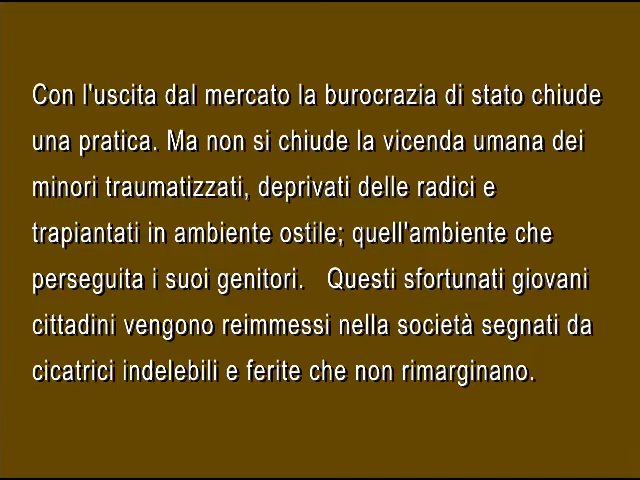 Con l'uscita dal mercato la burocrazia di stato chiude
una pratica. Ma non si chiude la vicenda umana dei
minori traumatizzati, deprivati delle radici e
trapiantati in ambiente ostile; quell'ambiente che
perseguita i suoi genitori.   Questi sfortunati giovani
cittadini vengono reimmessi nella società segnati da
cicatrici indelebili e ferite che non rimarginano.